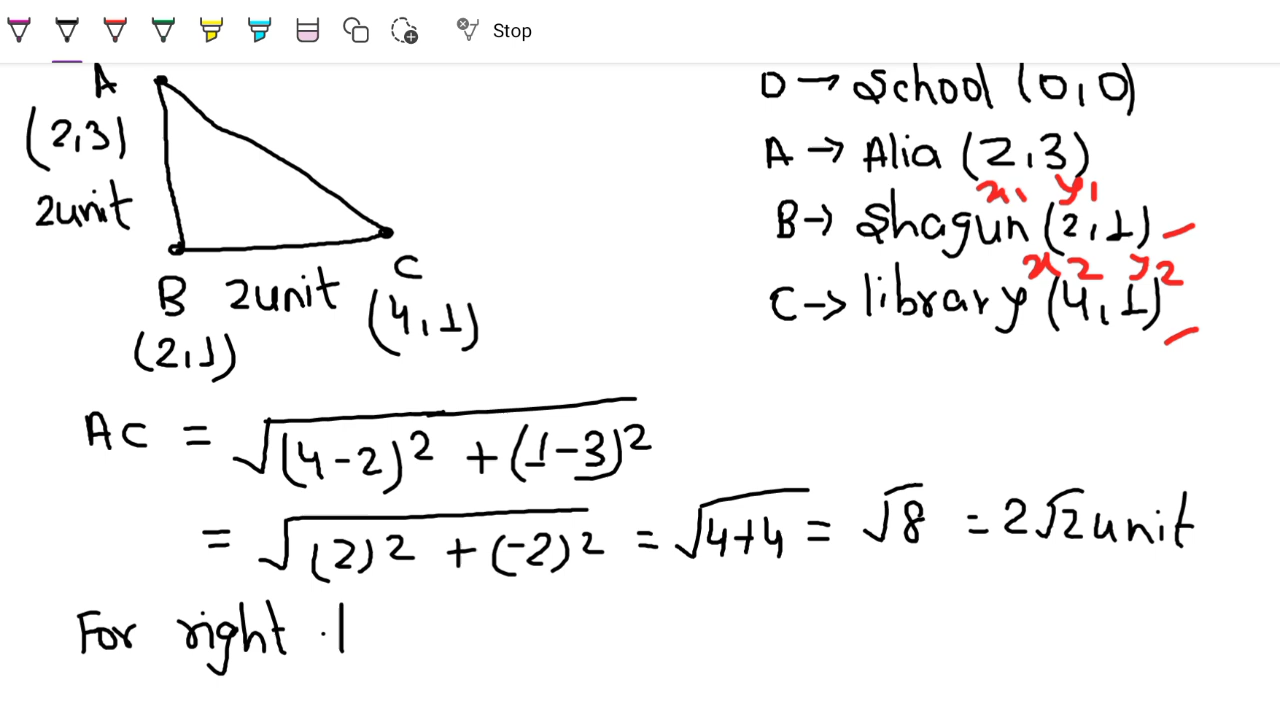 Stop
A
(2,3)
2unit
B 2unit C
(2,1) (4,1)
O → School (0,0)
A → Alia (2,3)
x1 y1
B → Shagun (2,1)
x2 y2
C → library (4,1)
AC = √(4-2)² + (1-3)²
= √(2)² + (-2)² = √4+4 = √8 = 2√2 unit
For right